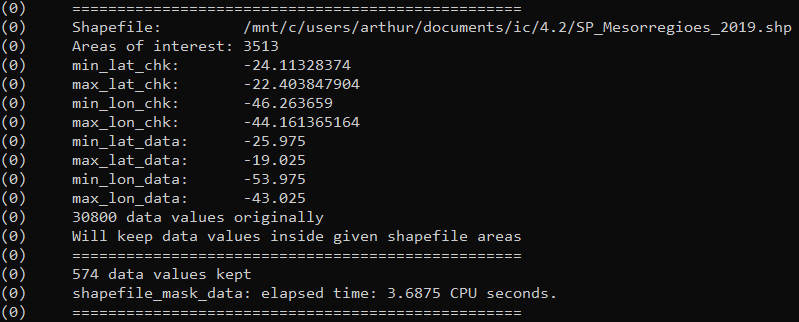 (0)     ==================================================
(0)     Shapefile:         /mnt/c/users/arthur/documents/ic/4.2/SP_Mesorregioes_2019.shp
(0)     Areas of interest: 3513
(0)     min_lat_chk:       -24.11328374
(0)     max_lat_chk:       -22.403847904
(0)     min_lon_chk:       -46.263659
(0)     max_lon_chk:       -44.161365164
(0)     min_lat_data:      -25.975
(0)     max_lat_data:      -19.025
(0)     min_lon_data:      -53.975
(0)     max_lon_data:      -43.025
(0)     30800 data values originally
(0)     Will keep data values inside given shapefile areas
(0)     ==================================================
(0)     574 data values kept
(0)     shapefile_mask_data: elapsed time: 3.6875 CPU seconds.
(0)     ==================================================